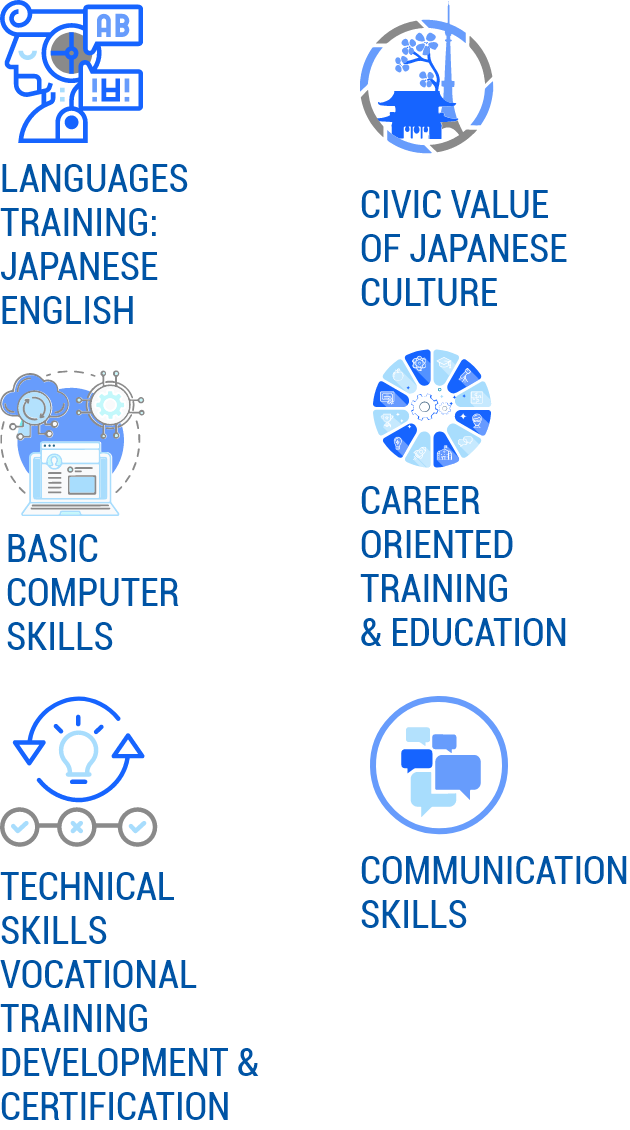 AB
LANGUAGES
TRAINING:
JAPANESE
ENGLISH
CIVIC VALUE
OF JAPANESE
CULTURE
BASIC
COMPUTER
SKILLS
CAREER
ORIENTED
TRAINING
& EDUCATION
TECHNICAL
SKILLS
VOCATIONAL
TRAINING
DEVELOPMENT &
CERTIFICATION
COMMUNICATION
SKILLS